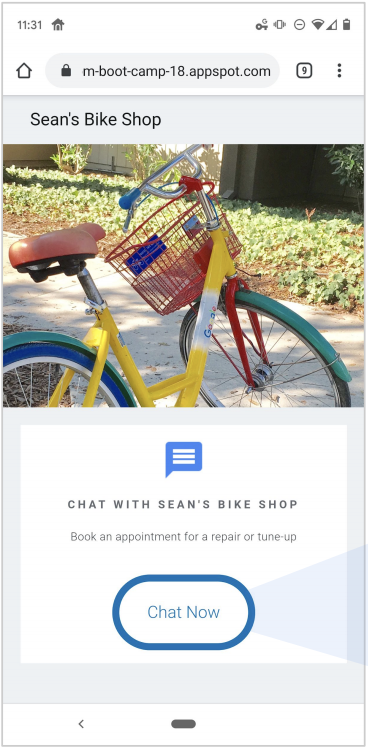 11:31
m-boot-camp-18.appspot.com
9
Sean's Bike Shop
CHAT WITH SEAN'S BIKE SHOP
Book an appointment for a repair or tune-up
Chat Now